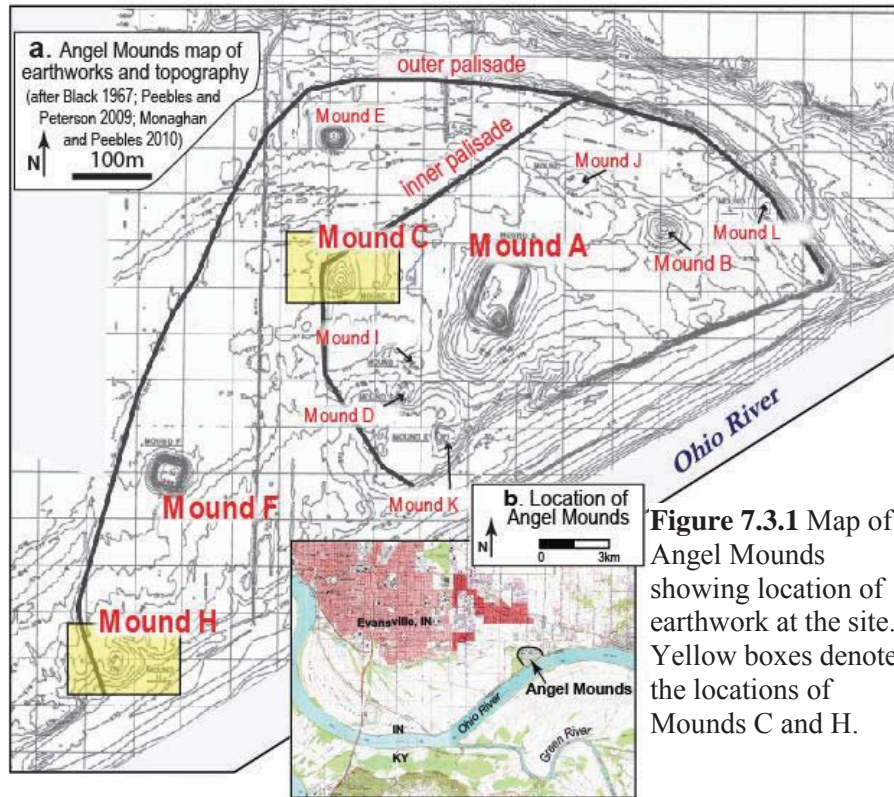 a. Angel Mounds map of
earthworks and topography
(after Black 1967; Peebles and
Peterson 2009; Monaghan
and Peebles 2010)
N
100m
outer palisade
Mound E
inner palisade
Mound J
Mound C
Mound A
Mound L
Mound B
Mound I
Mound D
Ohio River
MOUND F
Mound F
Mound K
b. Location of
Angel Mounds
N
0 3km
Mound H
Evansville, IN
Angel Mounds
Ohio River
IN
KY
Green River
Figure 7.3.1 Map of
Angel Mounds
showing location of
earthwork at the site.
Yellow boxes denote
the locations of
Mounds C and H.